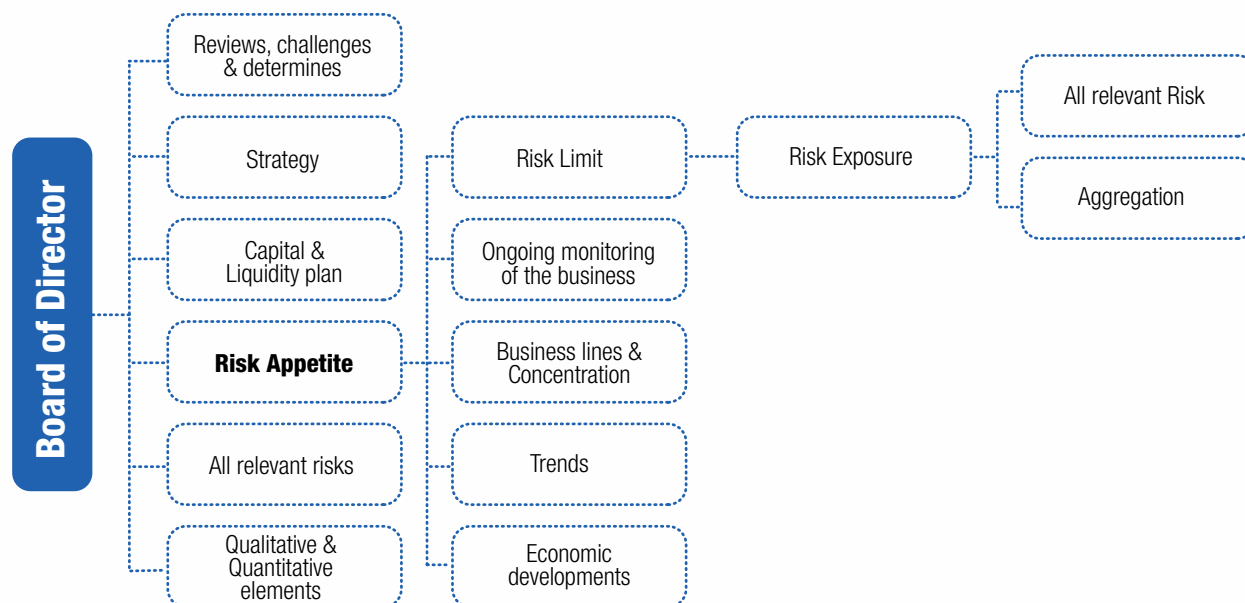 Board of Director
Reviews, challenges
& determines
Strategy
Capital &
Liquidity plan
Risk Appetite
All relevant risks
Qualitative &
Quantitative
elements
Risk Limit
Ongoing monitoring
of the business
Business lines &
Concentration
Trends
Economic
developments
Risk Exposure
All relevant Risk
Aggregation